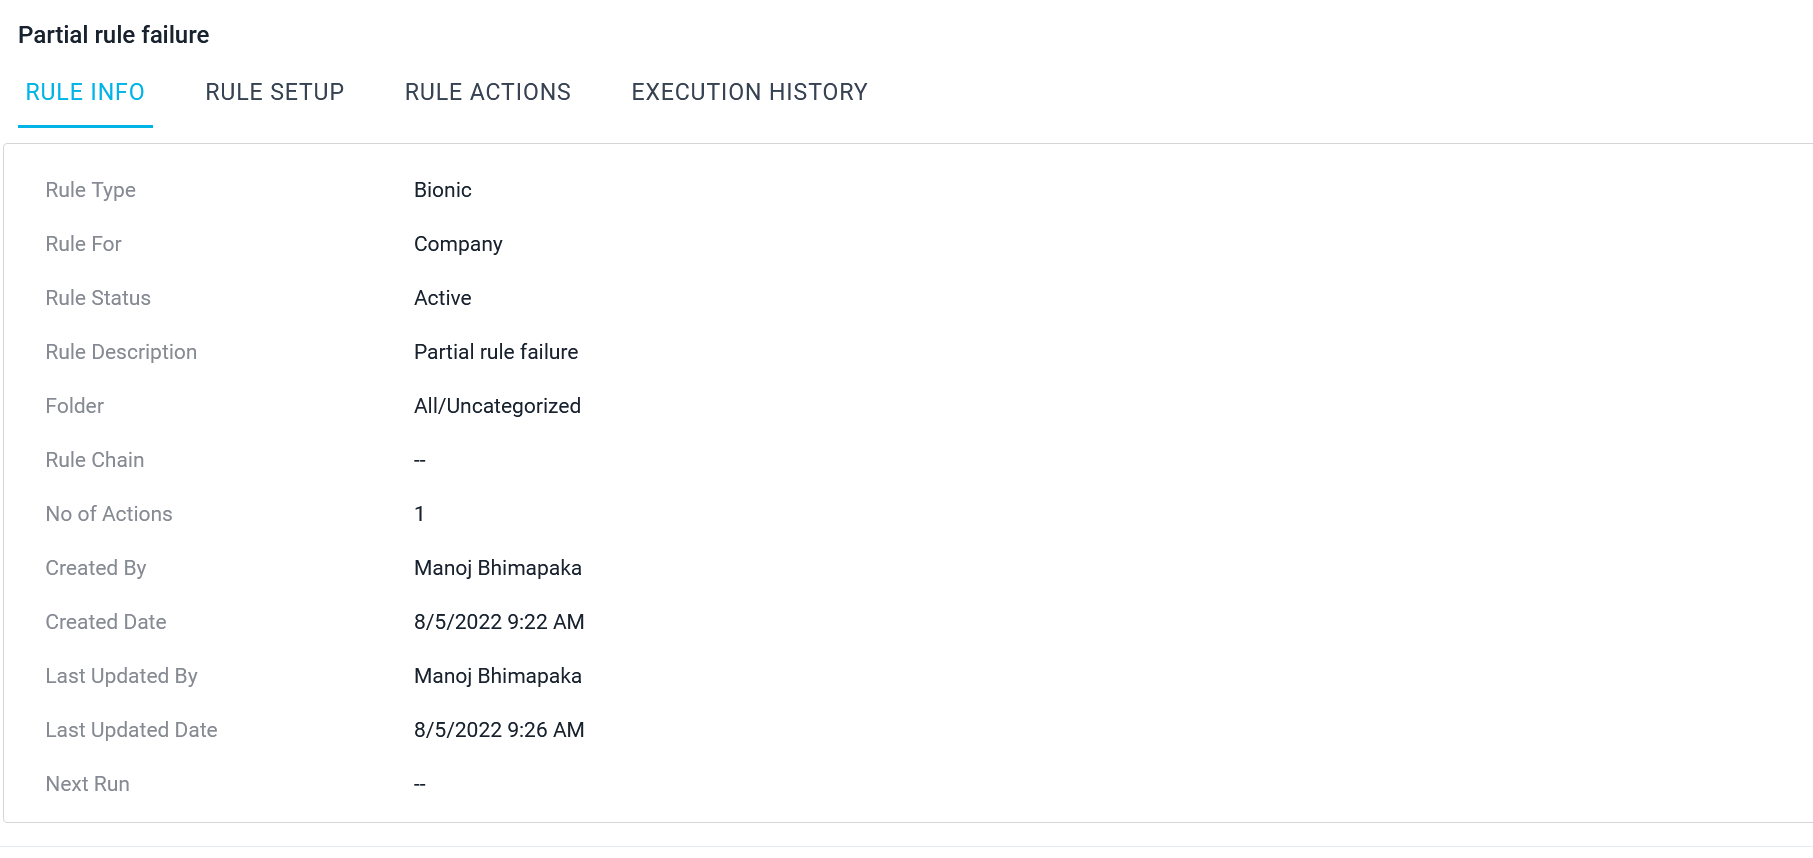 Partial rule failure
RULE INFO RULE SETUP RULE ACTIONS EXECUTION HISTORY
Rule Type Bionic
Rule For Company
Rule Status Active
Rule Description Partial rule failure
Folder All/Uncategorized
Rule Chain --
No of Actions 1
Created By Manoj Bhimapaka
Created Date 8/5/2022 9:22 AM
Last Updated By Manoj Bhimapaka
Last Updated Date 8/5/2022 9:26 AM
Next Run --